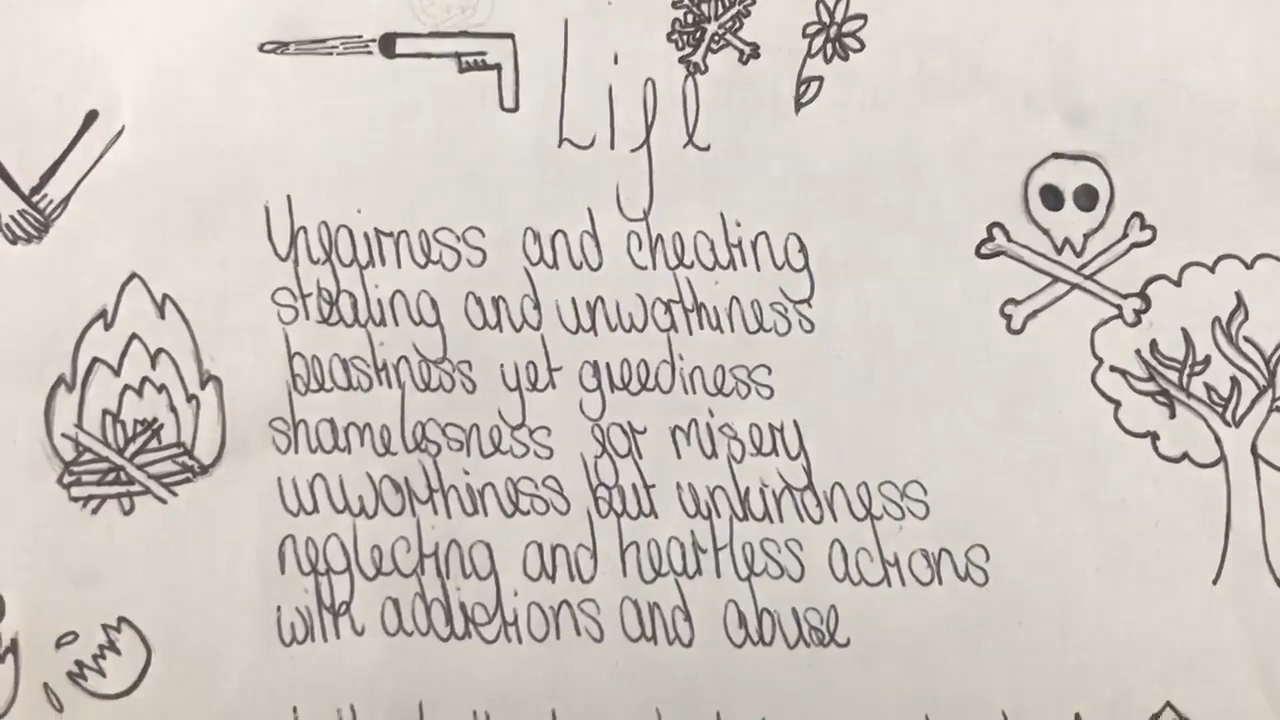 Life
Unfairness and cheating
stealing and unworthiness
beastiness yet greediness
shamelessness for misery
unworthiness but unkindness
neglecting and heartless actions
with addictions and abuse